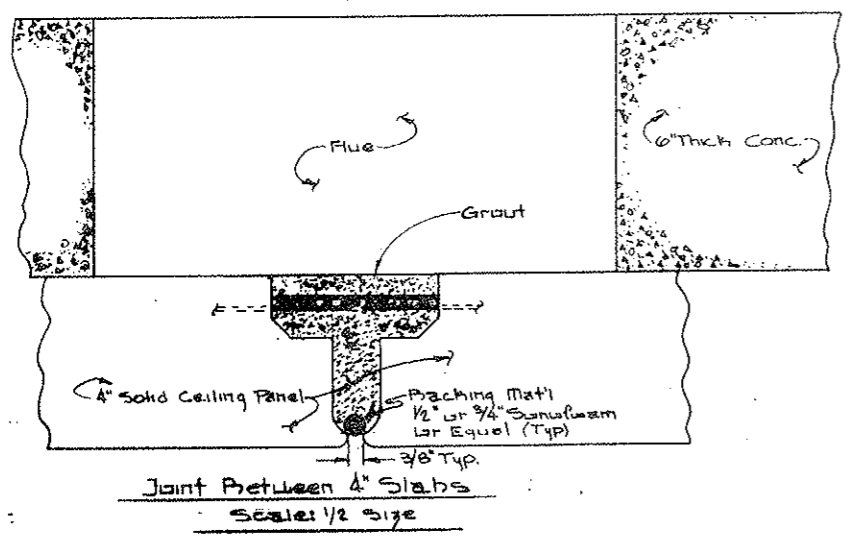 Flue
6" Thick Conc.
Grout
4" Solid Ceiling Panel
Backing Mat'l
1/2" or 3/4" Sonofoam
or Equal (Typ)
3/8" Typ.
Joint Between 4" Slabs
Scale: 1/2 Size